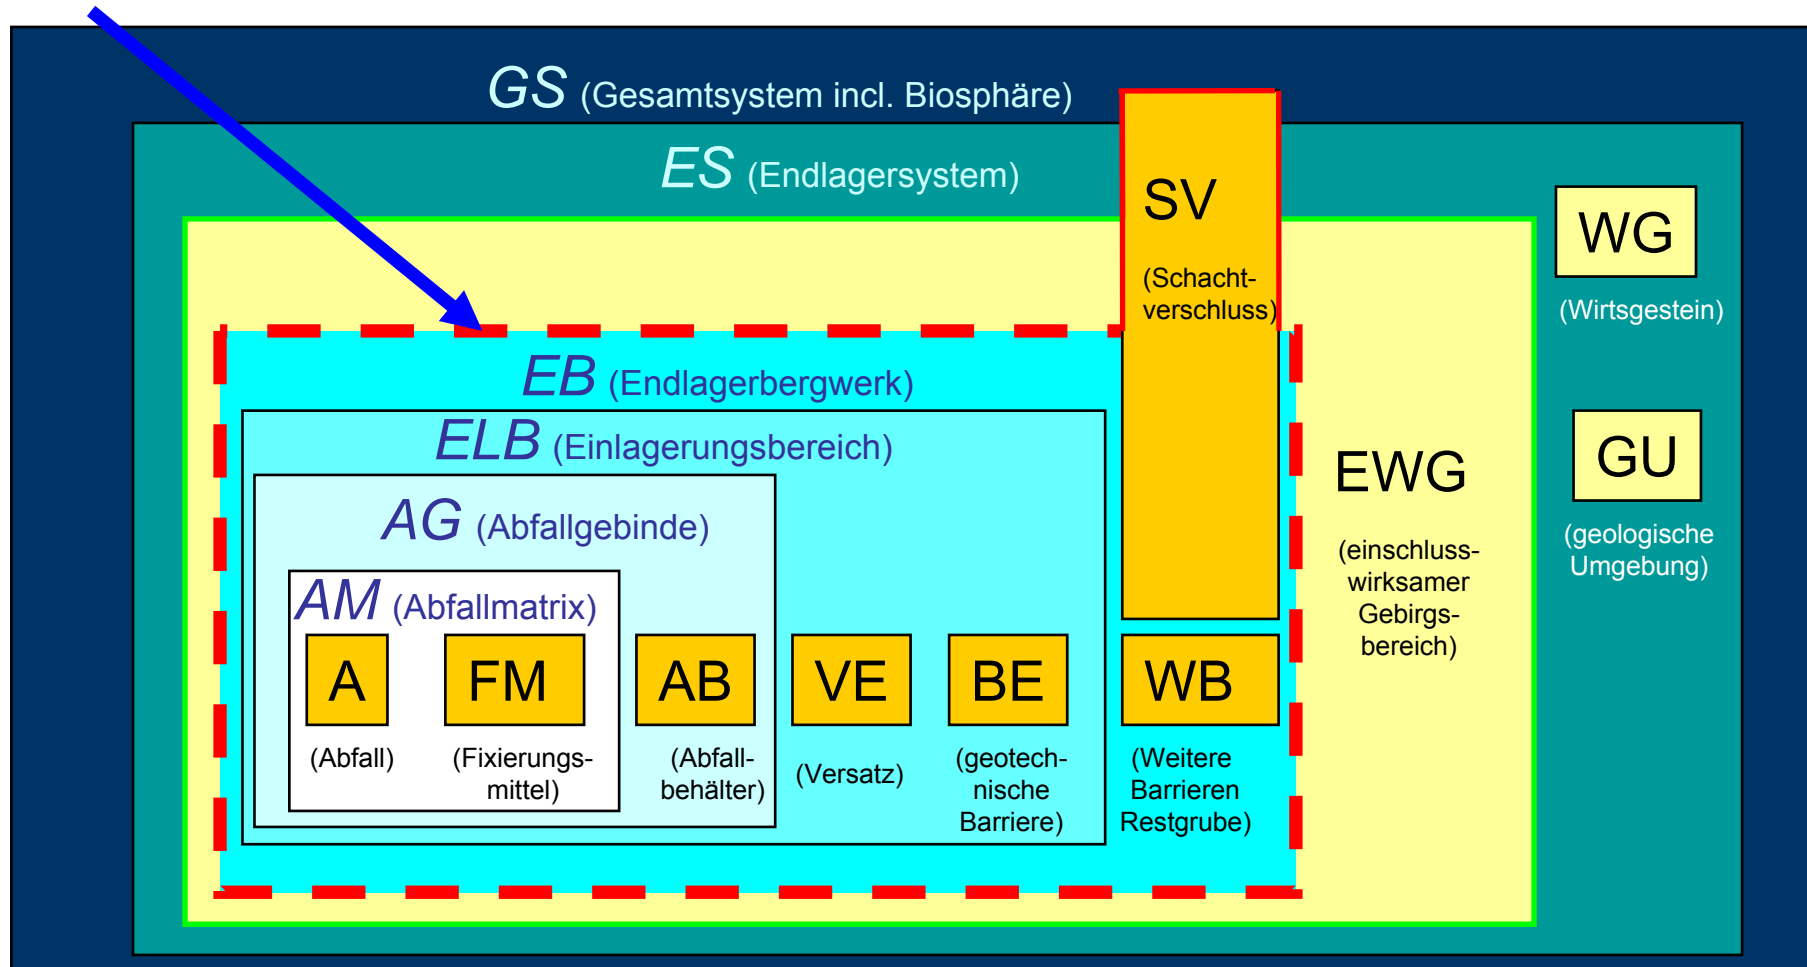 GS (Gesamtsystem incl. Biosphäre)
ES (Endlagersystem)
SV
(Schacht-
verschluss)
WG
(Wirtsgestein)
EB (Endlagerbergwerk)
ELB (Einlagerungsbereich)
AG (Abfallgebinde)
AM (Abfallmatrix)
EWG
(einschluss-
wirksamer
Gebirgs-
bereich)
GU
(geologische
Umgebung)
A
(Abfall)
FM
(Fixierungs-
mittel)
AB
(Abfall-
behälter)
VE
(Versatz)
BE
(geotech-
nische
Barriere)
WB
(Weitere
Barrieren
Restgrube)